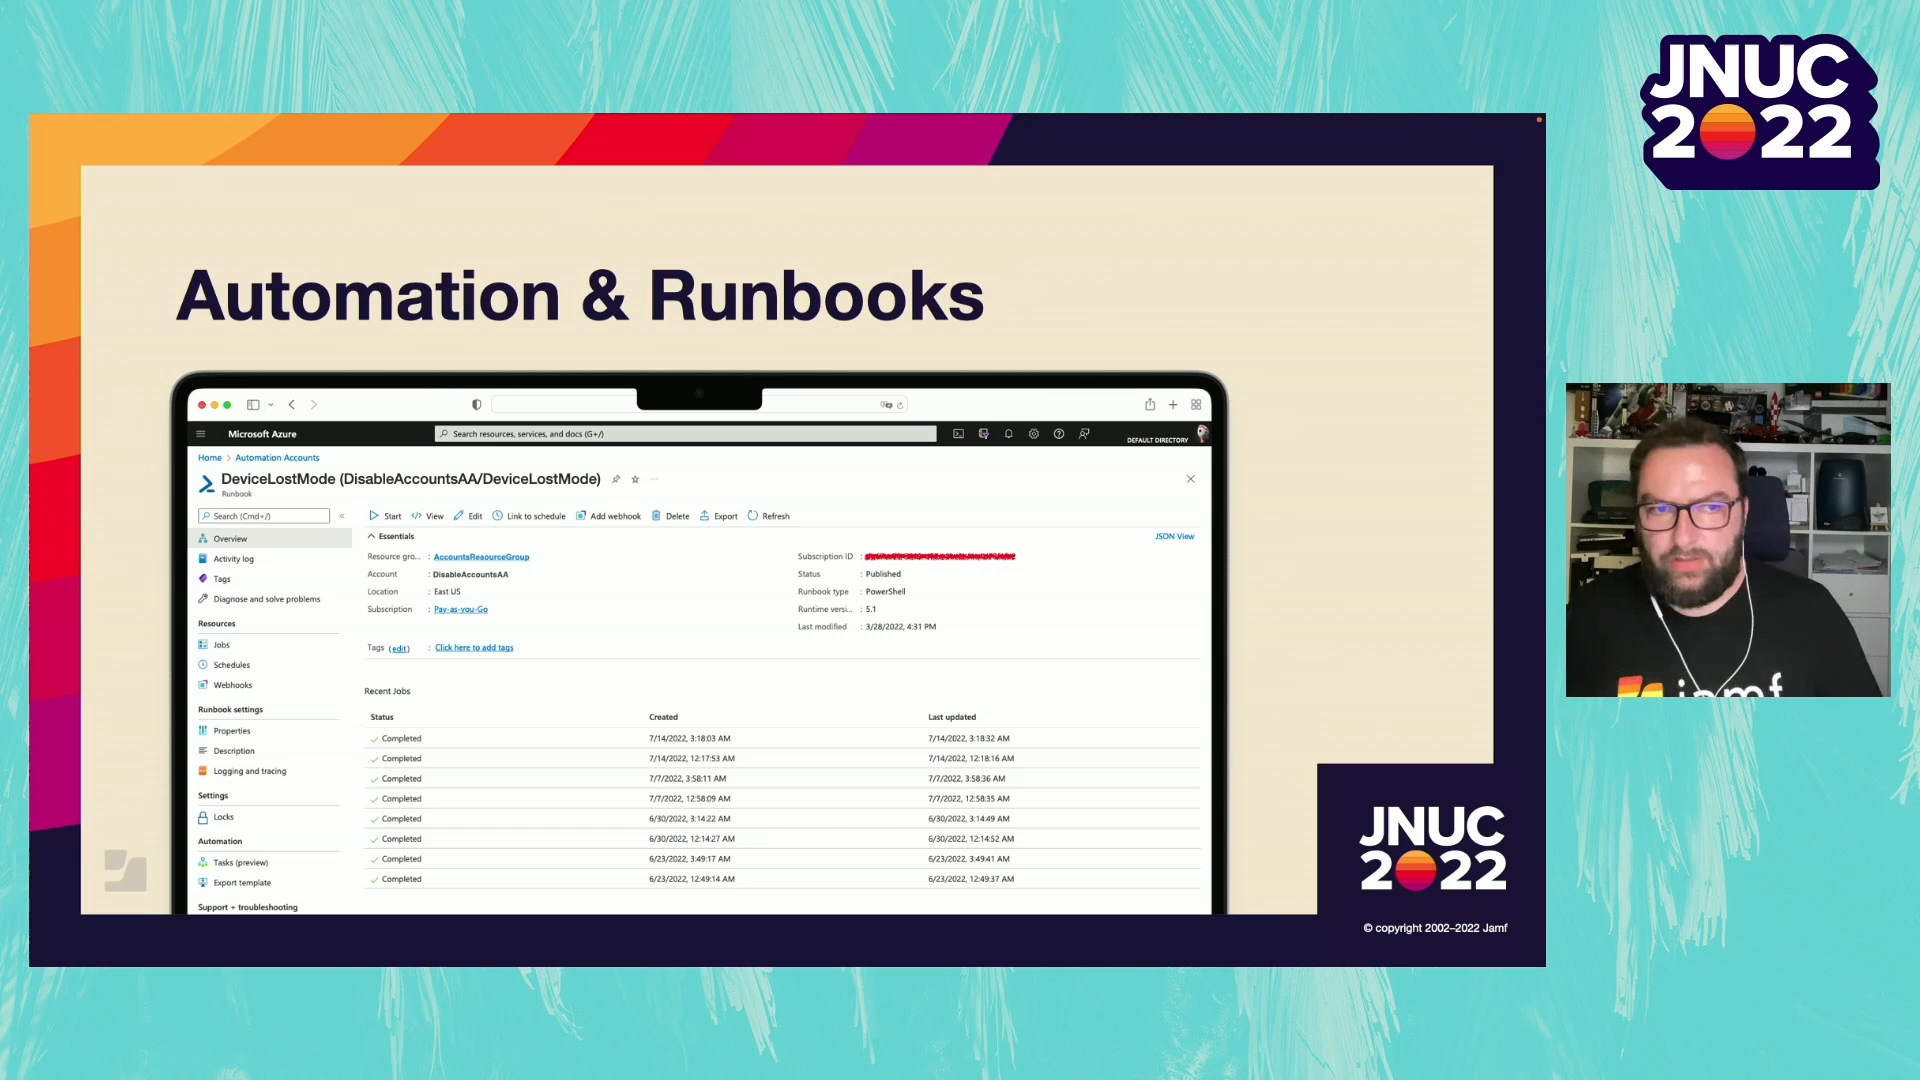 JNUC
2022
Automation & Runbooks
Microsoft Azure
Search resources, services, and docs (G+/)
DEFAULT DIRECTORY
Home > Automation Accounts
DeviceLostMode (DisableAccountsAA/DeviceLostMode)
Runbook
Search (Cmd+/)
Start View Edit Link to schedule Add webhook Delete Export Refresh
Overview
Activity log
Tags
Diagnose and solve problems
Resources
Jobs
Schedules
Webhooks
Runbook settings
Properties
Description
Logging and tracing
Settings
Locks
Automation
Tasks (preview)
Export template
Support + troubleshooting
Essentials
JSON View
Resource gro... : AccountsResourceGroup
Account : DisableAccountsAA
Location : East US
Subscription : Pay-as-you-Go
Subscription ID :
Status : Published
Runbook type : PowerShell
Runtime versi... : 5.1
Last modified : 3/28/2022, 4:31 PM
Tags (edit) : Click here to add tags
Recent Jobs
Status Created Last updated
Completed 7/14/2022, 3:18:03 AM 7/14/2022, 3:18:32 AM
Completed 7/14/2022, 12:17:53 AM 7/14/2022, 12:18:16 AM
Completed 7/7/2022, 3:58:11 AM 7/7/2022, 3:58:36 AM
Completed 7/7/2022, 12:58:09 AM 7/7/2022, 12:58:35 AM
Completed 6/30/2022, 3:14:22 AM 6/30/2022, 3:14:49 AM
Completed 6/30/2022, 12:14:27 AM 6/30/2022, 12:14:52 AM
Completed 6/23/2022, 3:49:17 AM 6/23/2022, 3:49:41 AM
Completed 6/23/2022, 12:49:14 AM 6/23/2022, 12:49:37 AM
JNUC
2022
© copyright 2002–2022 Jamf
jamf